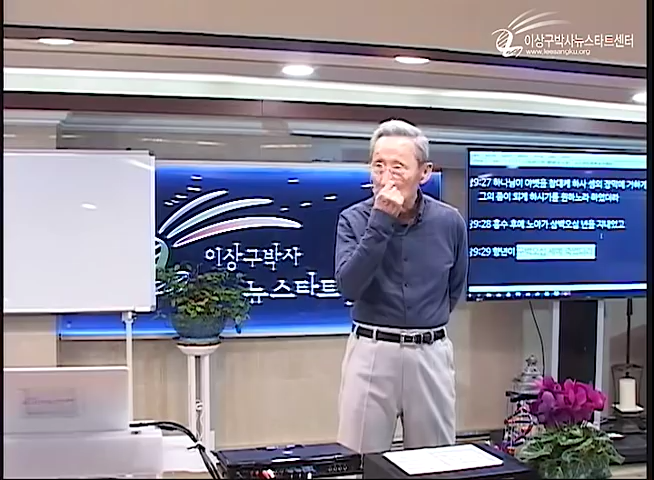 이상구박사뉴스타트센터
www.leesangku.org
이상구박사
뉴스타트
창9:27 하나님이 야벳을 창대케 하사 셈의 장막에 거하게
그의 종이 되게 하시기를 원하노라 하였더라
창9:28 홍수 후에 노아가 삼백오십 년을 지내었고
창9:29 향년이